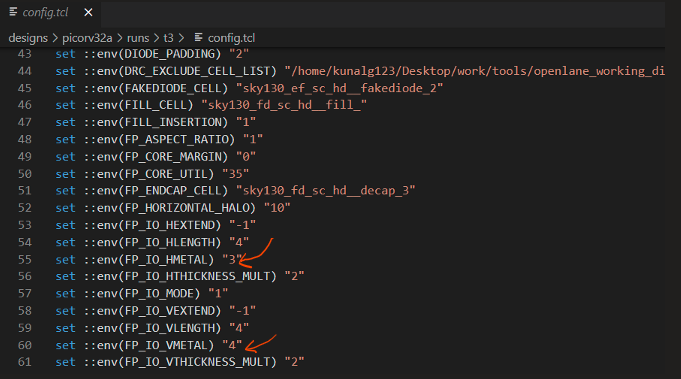 config.tcl
designs > picorv32a > runs > t3 > config.tcl
43 set ::env(DIODE_PADDING) "2"
44 set ::env(DRC_EXCLUDE_CELL_LIST) "/home/kunalg123/Desktop/work/tools/openlane_working_di
45 set ::env(FAKEDIODE_CELL) "sky130_ef_sc_hd__fakediode_2"
46 set ::env(FILL_CELL) "sky130_fd_sc_hd__fill_"
47 set ::env(FILL_INSERTION) "1"
48 set ::env(FP_ASPECT_RATIO) "1"
49 set ::env(FP_CORE_MARGIN) "0"
50 set ::env(FP_CORE_UTIL) "35"
51 set ::env(FP_ENDCAP_CELL) "sky130_fd_sc_hd__decap_3"
52 set ::env(FP_HORIZONTAL_HALO) "10"
53 set ::env(FP_IO_HEXTEND) "-1"
54 set ::env(FP_IO_HLENGTH) "4"
55 set ::env(FP_IO_HMETAL) "3"
56 set ::env(FP_IO_HTHICKNESS_MULT) "2"
57 set ::env(FP_IO_MODE) "1"
58 set ::env(FP_IO_VEXTEND) "-1"
59 set ::env(FP_IO_VLENGTH) "4"
60 set ::env(FP_IO_VMETAL) "4"
61 set ::env(FP_IO_VTHICKNESS_MULT) "2"